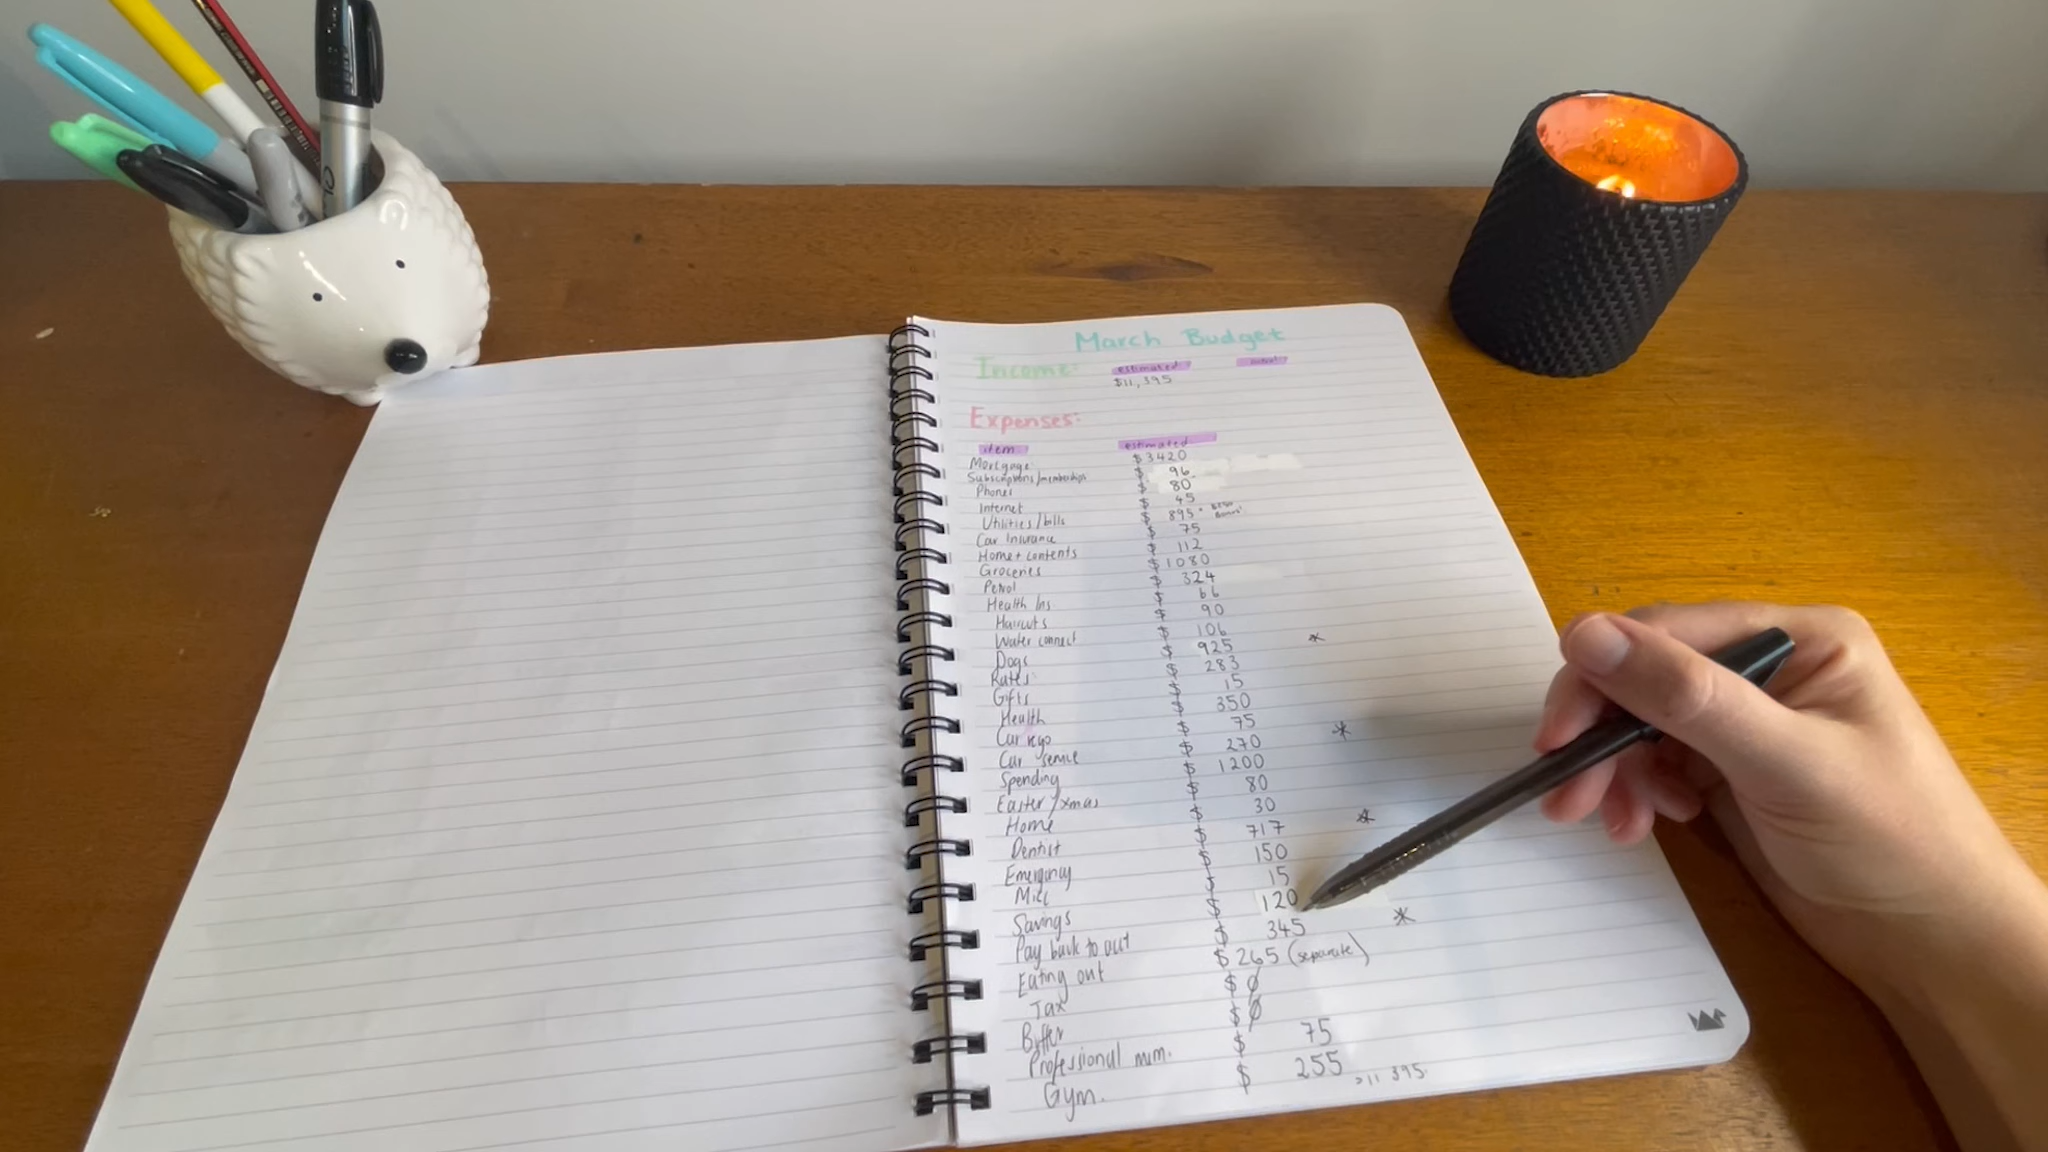 March Budget
Income: estimated
$11,395
Expenses:
item estimated
Mortgage $3420
Subscriptions/memberships $ 96
Phones $ 80
Internet $ 45
Utilities/bills $ 895
Car Insurance $ 75
Home+contents $ 112
Groceries $ 1080
Petrol $ 324
Health Ins $ 66
Haircuts $ 90
Water connect $ 106
Dogs $ 925 *
Rates $ 283
Gifts $ 15
Health $ 350
Car rego $ 75
Car service $ 270 *
Spending $ 1200
Easter/xmas $ 80
Home $ 30
Dentist $ 717 *
Emergency $ 150
Misc $ 15
Savings $ 120
Pay back to acct $ 345 *
Eating out $ 265 (separate)
Tax $ 0
Buffer $ 0
Professional mem. $ 75
Gym. $ 255
11 395